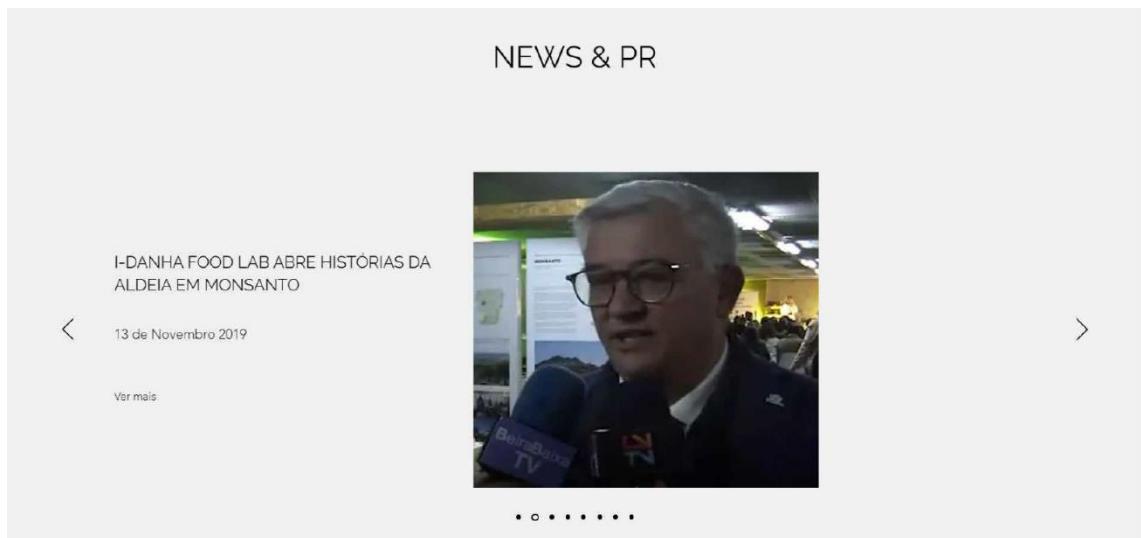 NEWS & PR
I-DANHA FOOD LAB ABRE HISTÓRIAS DA
ALDEIA EM MONSANTO
13 de Novembro 2019
Ver mais
MONSANTO
BeiraBaixa
TV